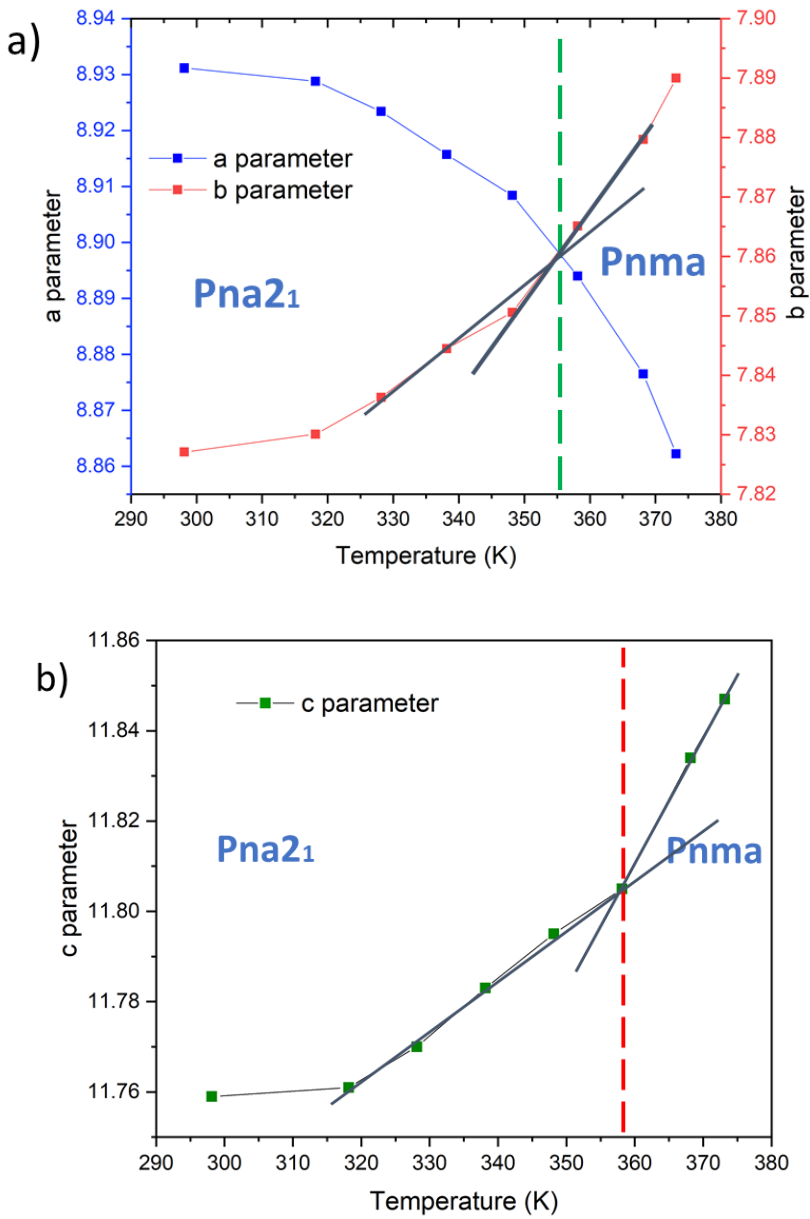 a)
a parameter
8.94
8.93
8.92
8.91
8.90
8.89
8.88
8.87
8.86
a parameter
b parameter
Pna2₁
Pnma
7.90
7.89
7.88
7.87
7.86
7.85
7.84
7.83
7.82
b parameter
290 300 310 320 330 340 350 360 370 380
Temperature (K)
b)
c parameter
11.86
11.84
11.82
11.80
11.78
11.76
c parameter
Pna2₁
Pnma
290 300 310 320 330 340 350 360 370 380
Temperature (K)